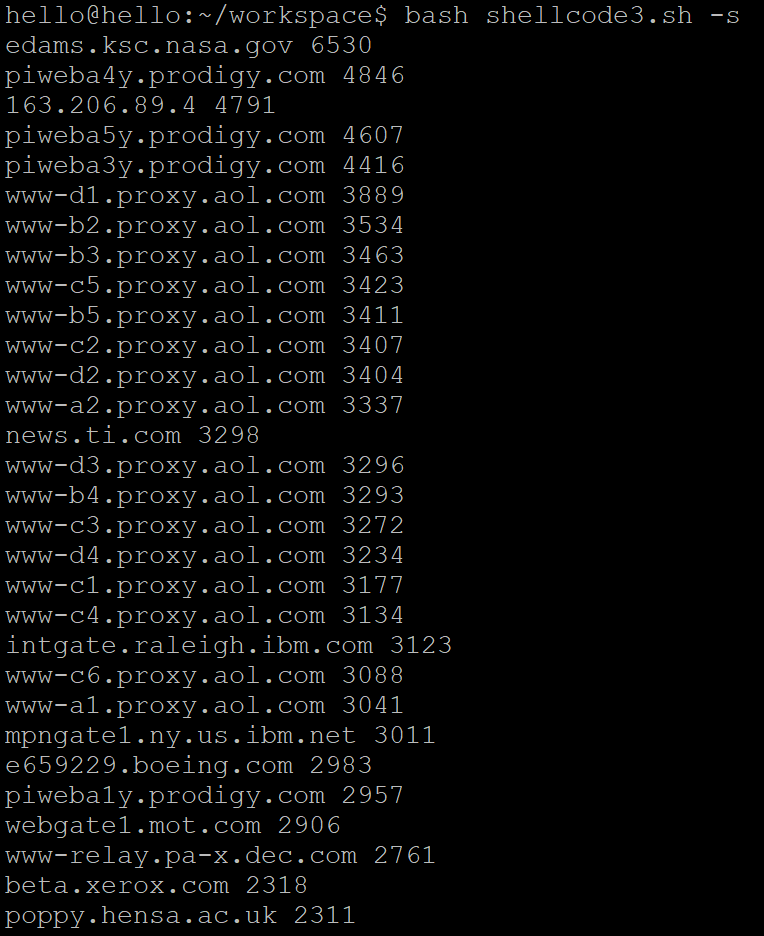 hello@hello:~/workspace$ bash shellcode3.sh -s
edams.ksc.nasa.gov 6530
piweba4y.prodigy.com 4846
163.206.89.4 4791
piweba5y.prodigy.com 4607
piweba3y.prodigy.com 4416
www-d1.proxy.aol.com 3889
www-b2.proxy.aol.com 3534
www-b3.proxy.aol.com 3463
www-c5.proxy.aol.com 3423
www-b5.proxy.aol.com 3411
www-c2.proxy.aol.com 3407
www-d2.proxy.aol.com 3404
www-a2.proxy.aol.com 3337
news.ti.com 3298
www-d3.proxy.aol.com 3296
www-b4.proxy.aol.com 3293
www-c3.proxy.aol.com 3272
www-d4.proxy.aol.com 3234
www-c1.proxy.aol.com 3177
www-c4.proxy.aol.com 3134
intgate.raleigh.ibm.com 3123
www-c6.proxy.aol.com 3088
www-a1.proxy.aol.com 3041
mpngate1.ny.us.ibm.net 3011
e659229.boeing.com 2983
piweba1y.prodigy.com 2957
webgate1.mot.com 2906
www-relay.pa-x.dec.com 2761
beta.xerox.com 2318
poppy.hensa.ac.uk 2311